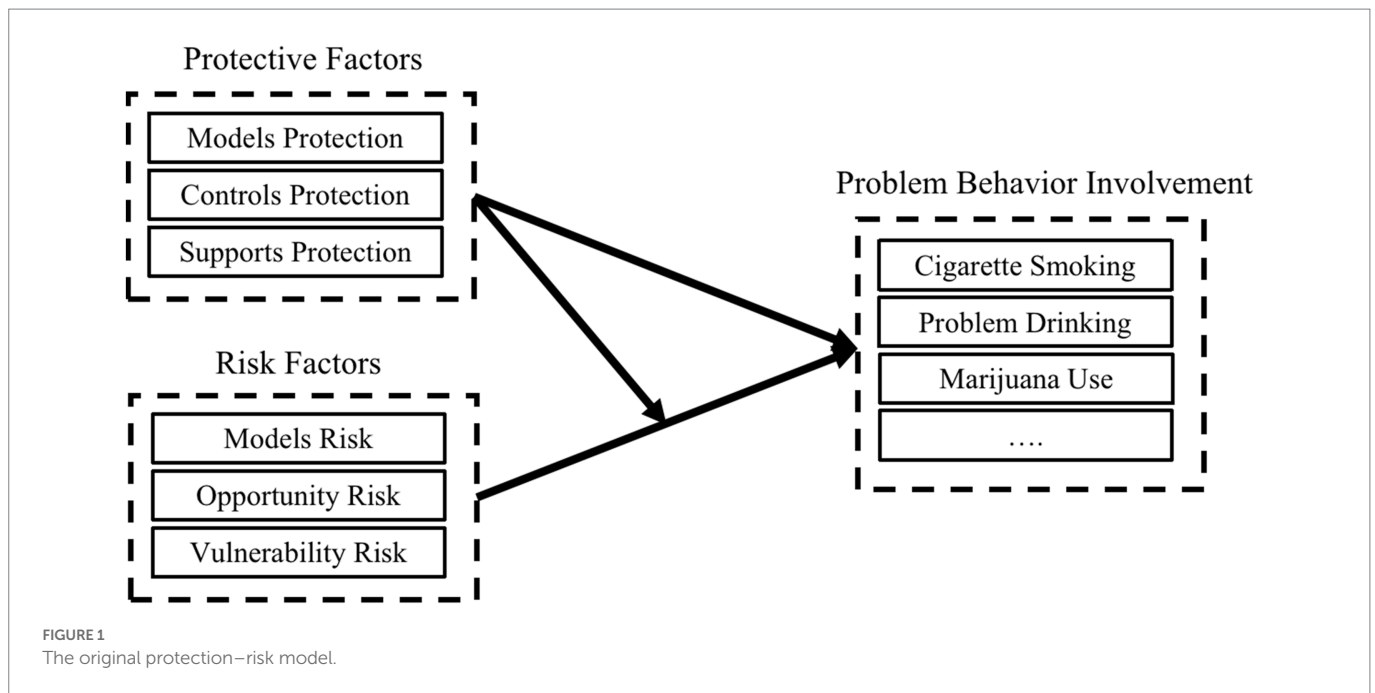 Protective Factors
Models Protection
Controls Protection
Supports Protection
Risk Factors
Models Risk
Opportunity Risk
Vulnerability Risk
Problem Behavior Involvement
Cigarette Smoking
Problem Drinking
Marijuana Use
....
FIGURE 1
The original protection–risk model.